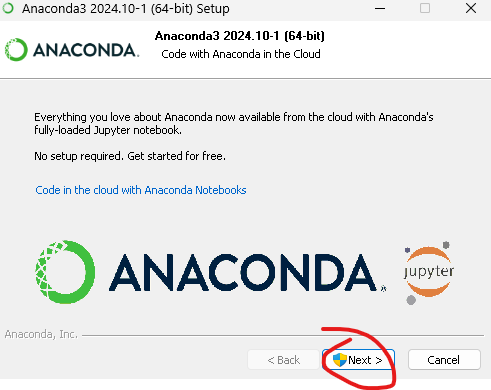 Anaconda3 2024.10-1 (64-bit) Setup
ANACONDA.
Anaconda3 2024.10-1 (64-bit)
Code with Anaconda in the Cloud
Everything you love about Anaconda now available from the cloud with Anaconda's
fully-loaded Jupyter notebook.
No setup required. Get started for free.
Code in the cloud with Anaconda Notebooks
ANACONDA®
jupyter
Anaconda, Inc.
< Back
Next >
Cancel